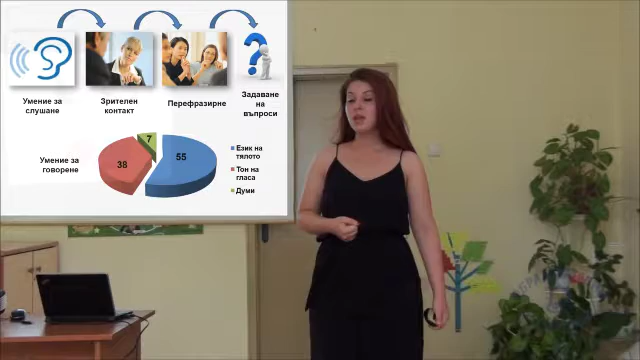 Умение за
слушане
Зрителен
контакт
Перефразирне
Задаване
на
въпроси
Умение за
говорене
38
7
55
Език на
тялото
Тон на
гласа
Думи